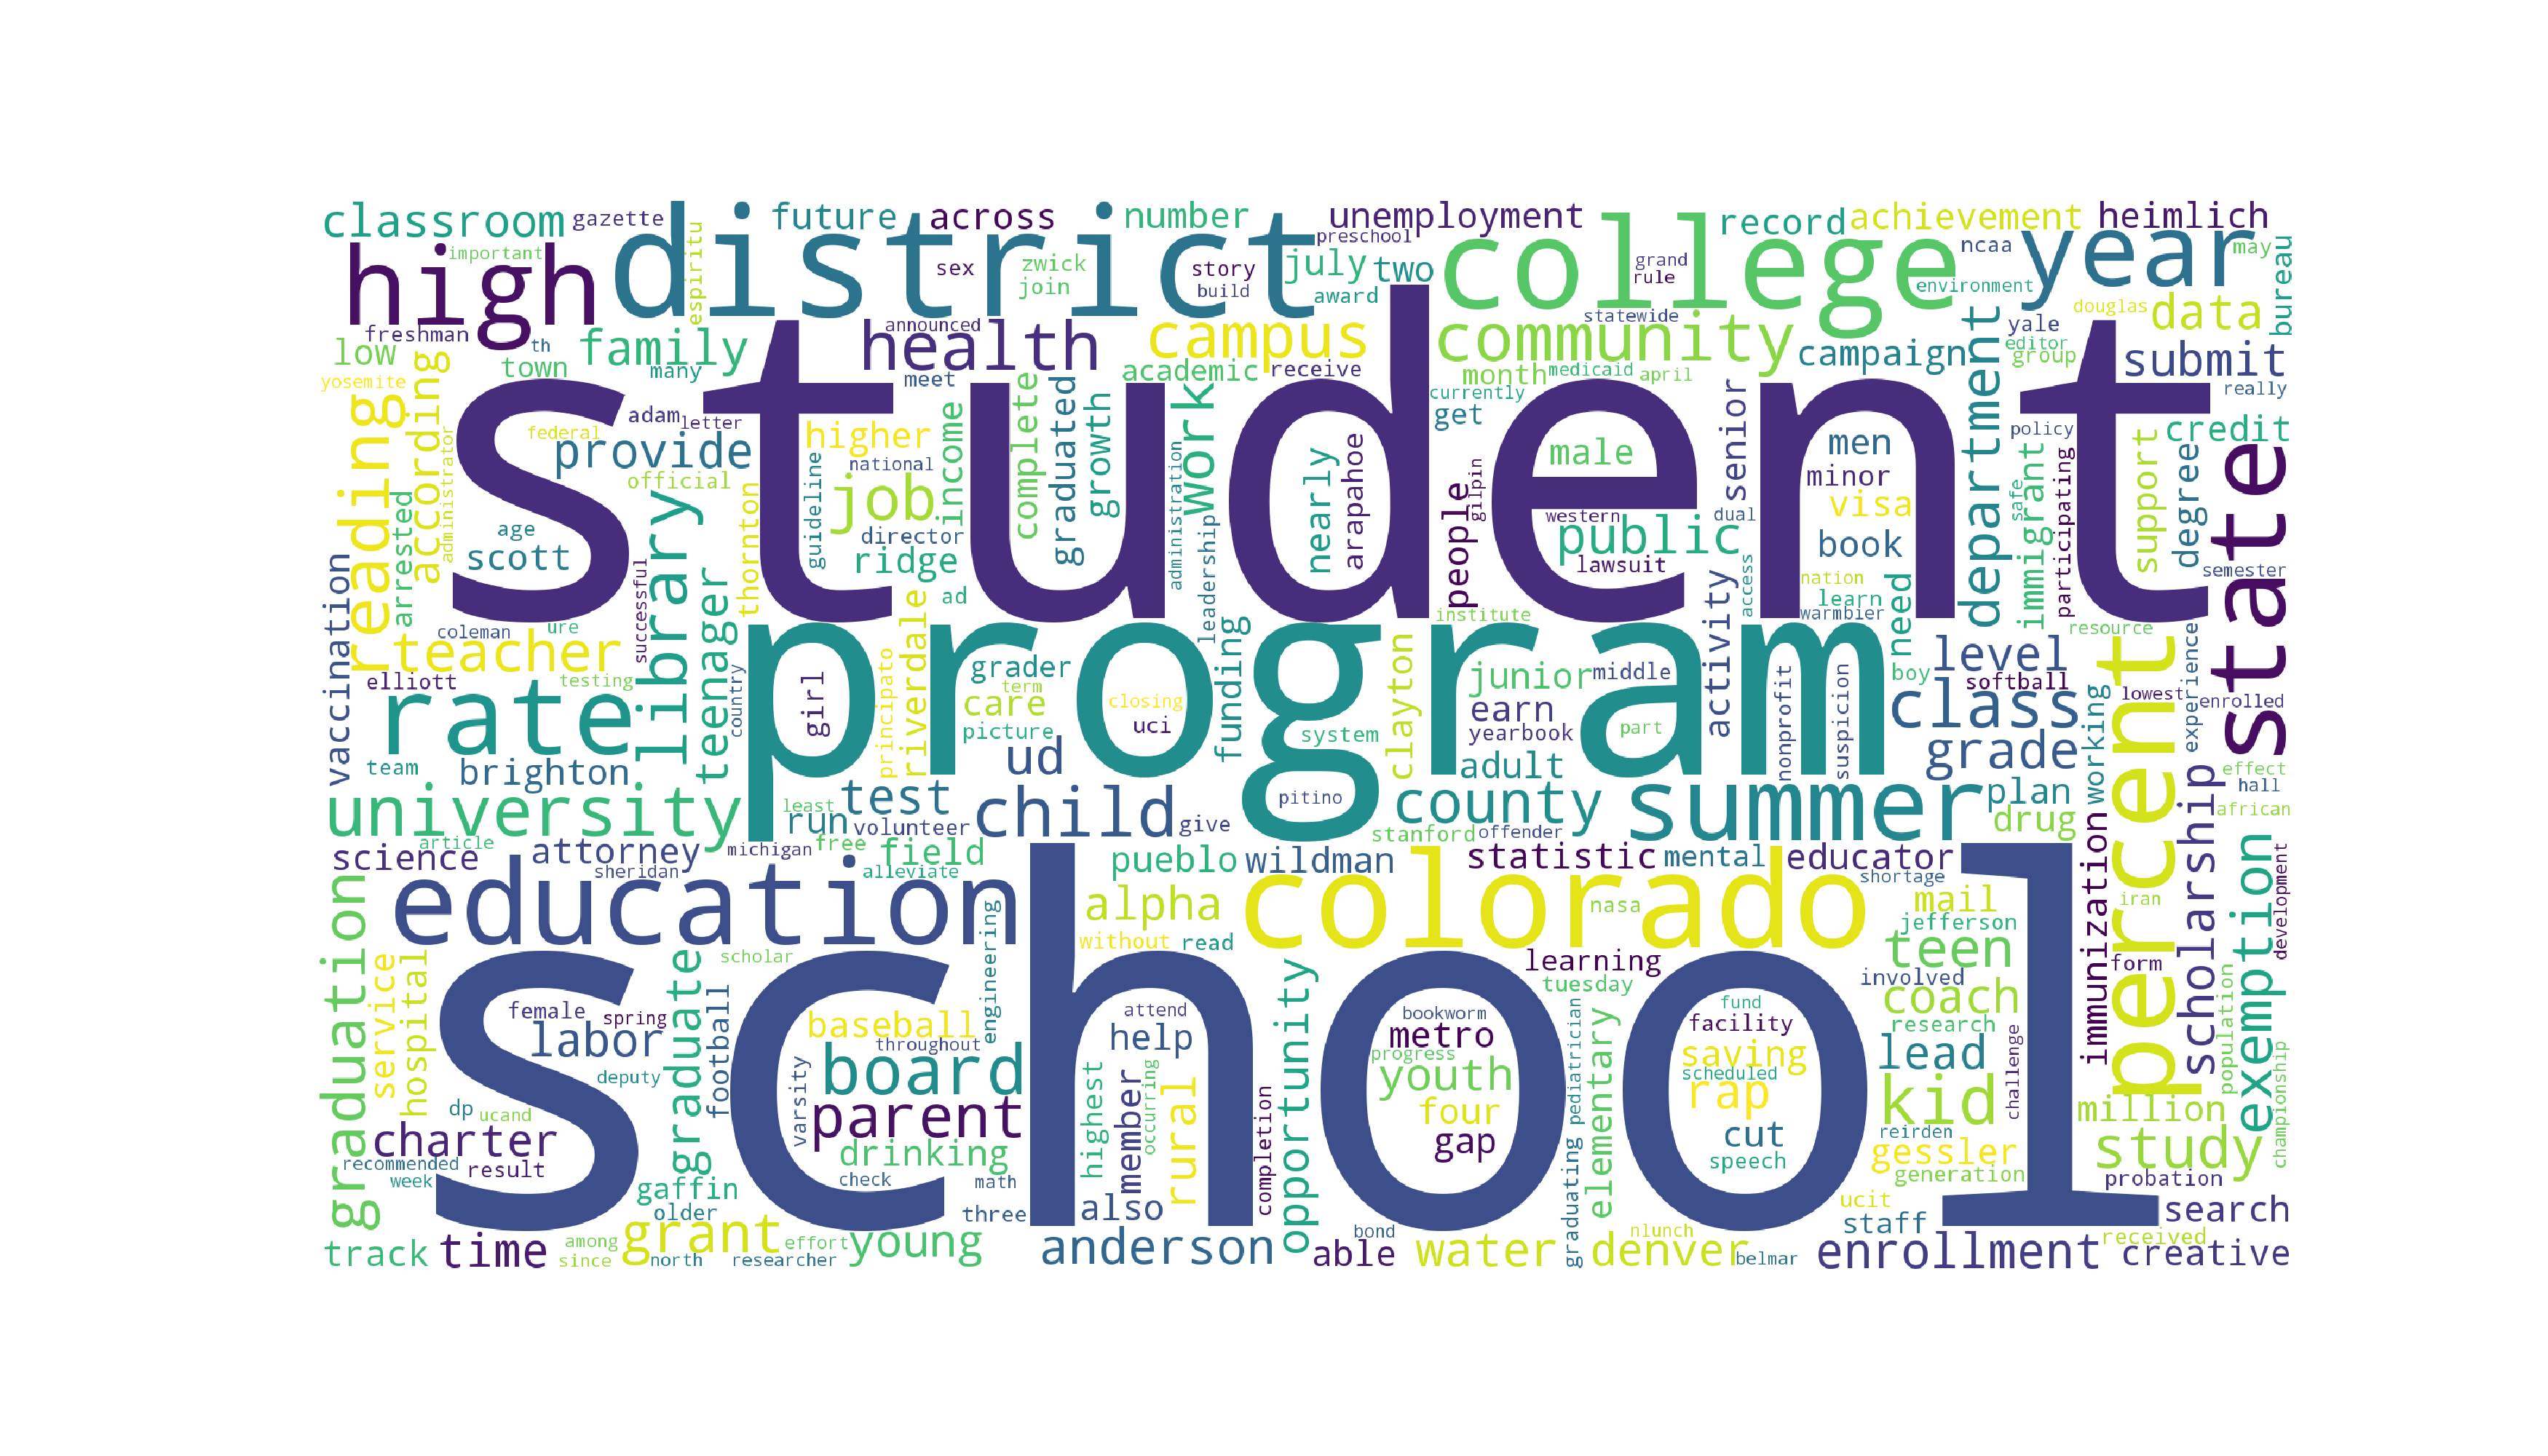 classroom gazette future across number unemployment college record achievement heimlich
high important district espiritu sex zwick join story build preschool july two award grand rule ncaa environment year may bureau
freshman th announced health campus statewide community yale editor douglas data
low town family many meet academic receive month medicaid april campaign group submit
yosemite reading according adam letter student currently get department really
federal provide higher income complete graduated growth work senior men policy support credit state
administrator official national nearly arapahoe people gilpin male minor participating degree
arrested thornton guideline job administration western dual visa safe immigrant
age scott director ridge leadership public book semester
vaccination successful library teenager lawsuit access nation learn need
coleman ure riverdale ad institute warmbier resource
teacher grader funding clayton activity level percent experience
elliott testing country girl principato program term care closing junior middle boy softball lowest enrolled
rate picture uci system earn yearbook part nonprofit suspicion class working
team brighton ud adult grade effect hall
university least test child pitino county summer plan scholarship african
run volunteer give stanford offender drug
article michigan free
science attorney field pueblo wildman statistic mental educator immunization exemption development
sheridan alleviate shortage
graduation education alpha colorado nasa mail iran
service hospital graduate scholar engineering without read opportunity learning jefferson teen form
football school tuesday involved population
female spring baseball attend bookworm fund coach
labor throughout help metro pediatrician elementary facility research challenge
deputy varsity board highest occurring progress saving lead championship
dp ucand parent member rural youth scheduled rap kid million
four
charter drinking completion gap cut reirden study
recommended result speech gessler
week gaffin check math graduating generation probation
older three also ucit search
track time among since grant effort young anderson bond able water nlunch denver staff enrollment received creative
north researcher belmar